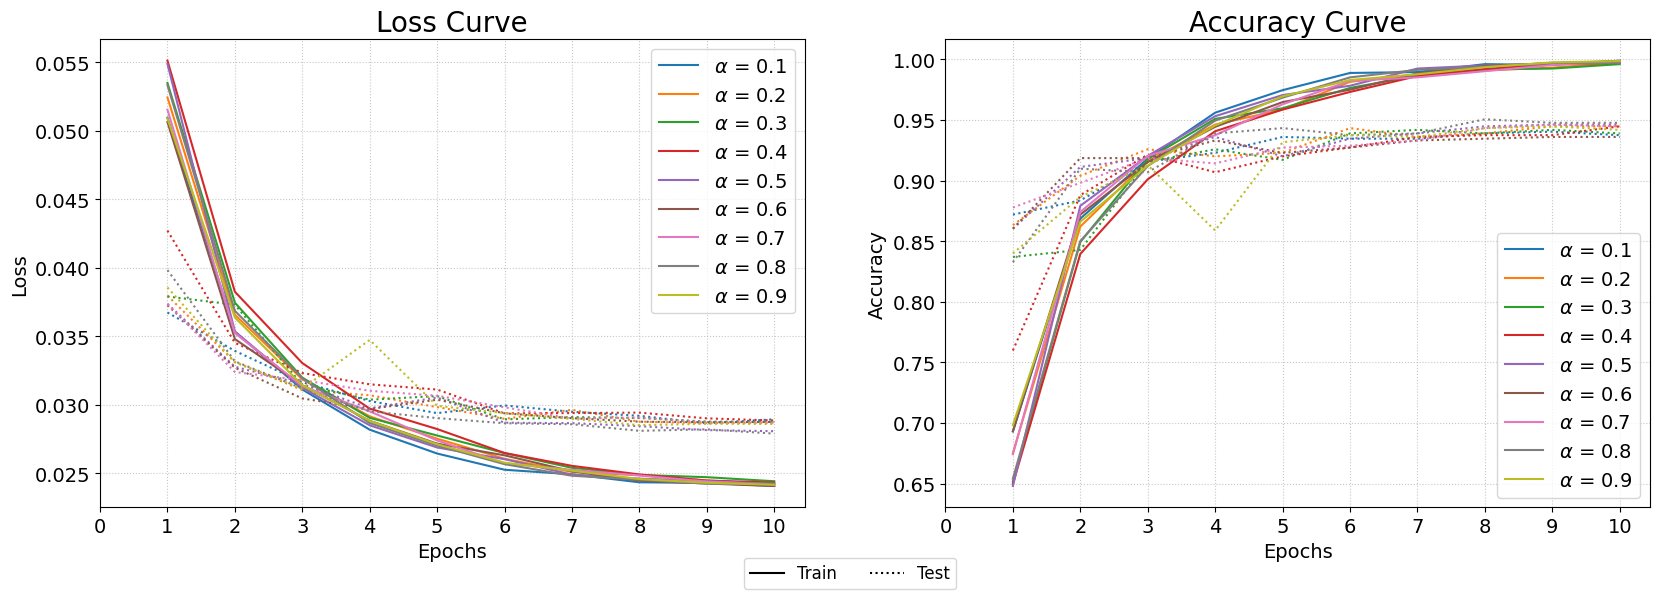 Loss Curve
Loss
0.055
0.050
0.045
0.040
0.035
0.030
0.025
α = 0.1
α = 0.2
α = 0.3
α = 0.4
α = 0.5
α = 0.6
α = 0.7
α = 0.8
α = 0.9
0 1 2 3 4 5 6 7 8 9 10
Epochs
Accuracy Curve
Accuracy
1.00
0.95
0.90
0.85
0.80
0.75
0.70
0.65
α = 0.1
α = 0.2
α = 0.3
α = 0.4
α = 0.5
α = 0.6
α = 0.7
α = 0.8
α = 0.9
0 1 2 3 4 5 6 7 8 9 10
Epochs
Train Test